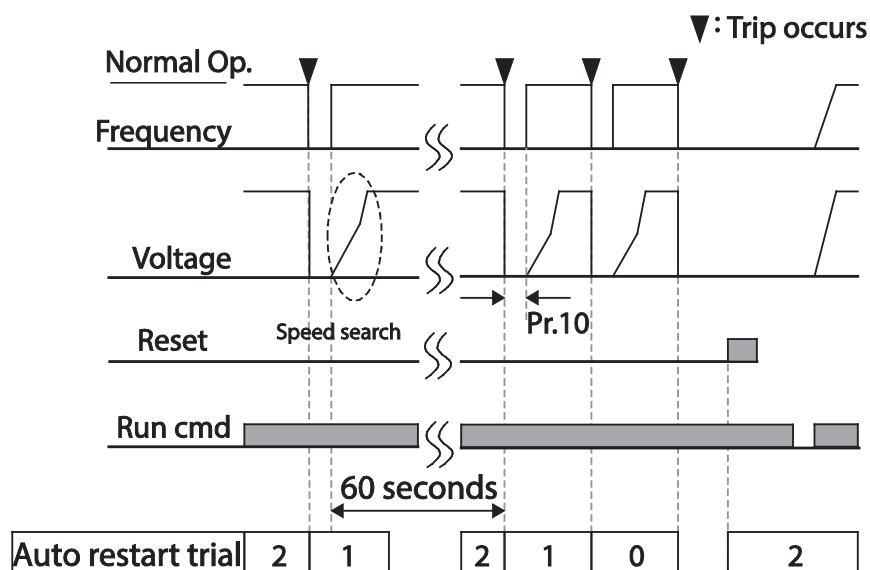 ▼: Trip occurs
Normal Op.
Frequency
Voltage
Pr.10
Speed search
Reset
Run cmd
60 seconds
Auto restart trial 2 1 2 1 0 2